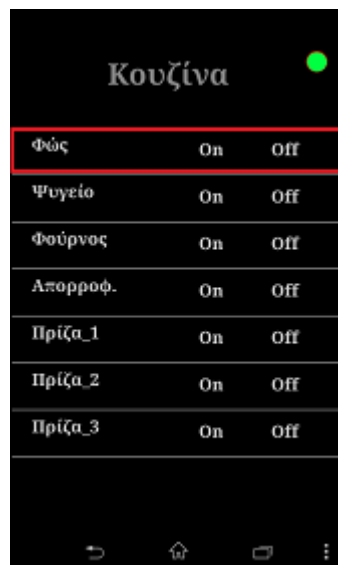 Κουζίνα
Φώς On Off
Ψυγείο On Off
Φούρνος On Off
Απορροφ. On Off
Πρίζα_1 On Off
Πρίζα_2 On Off
Πρίζα_3 On Off